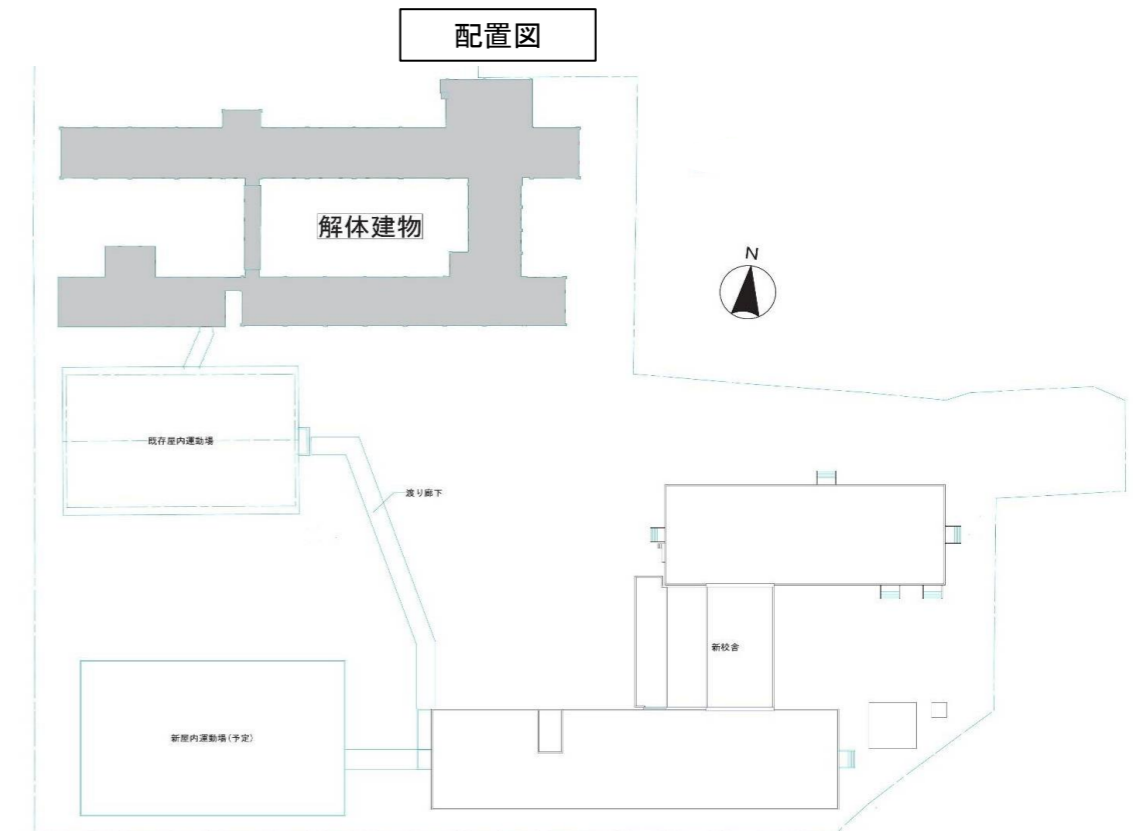 配置図
解体建物
N
既存屋内運動場
渡り廊下
新校舎
新屋内運動場(予定)